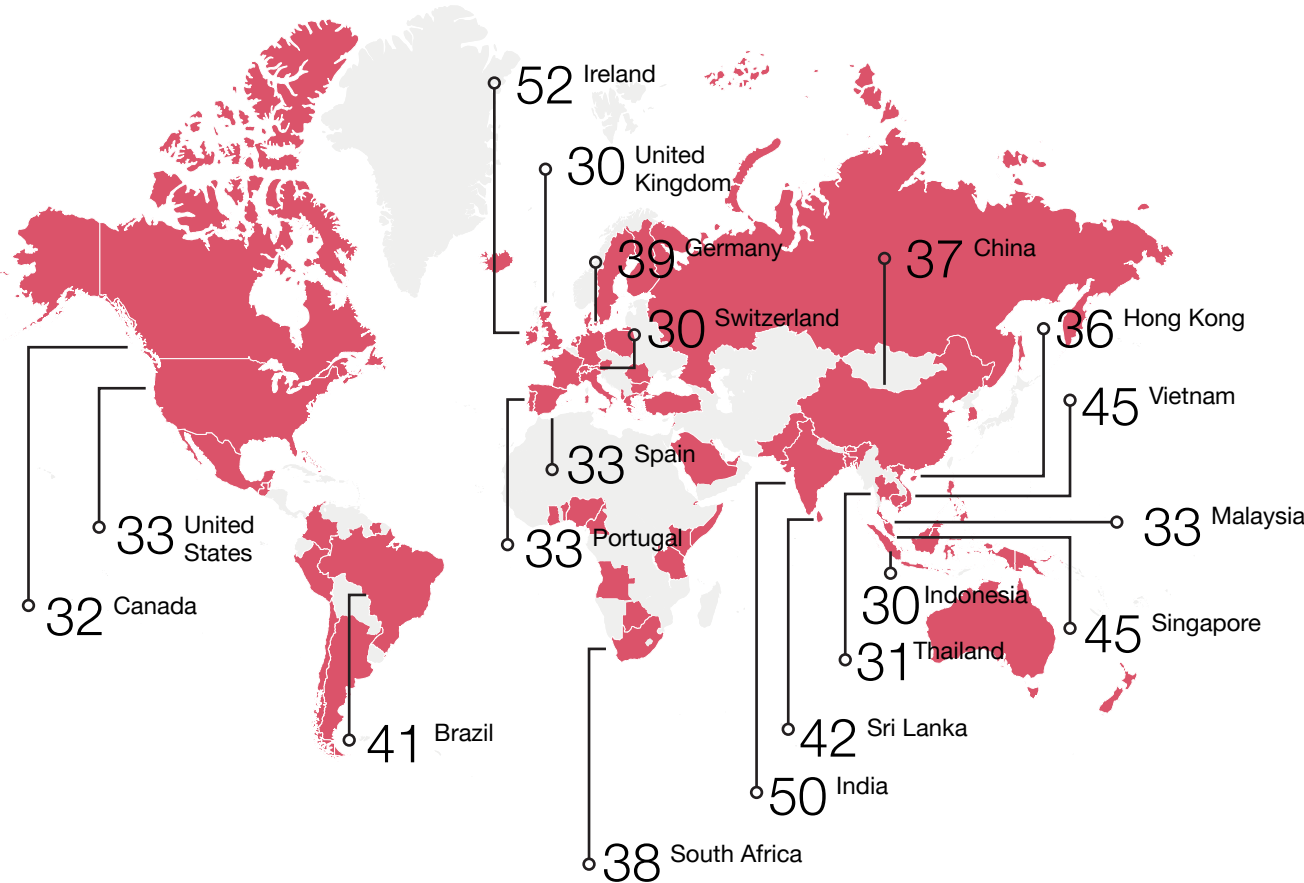 52 Ireland
30 United
Kingdom
39 Germany
37 China
30 Switzerland
36 Hong Kong
45 Vietnam
33 Spain
33 Malaysia
33 United
States
33 Portugal
30 Indonesia
32 Canada
45 Singapore
31 Thailand
41 Brazil
42 Sri Lanka
50 India
38 South Africa